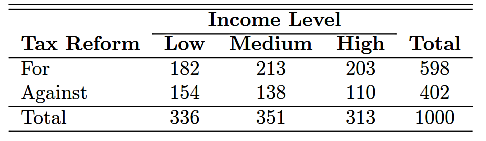 Income Level
Tax Reform Low Medium High Total
For 182 213 203 598
Against 154 138 110 402
Total 336 351 313 1000